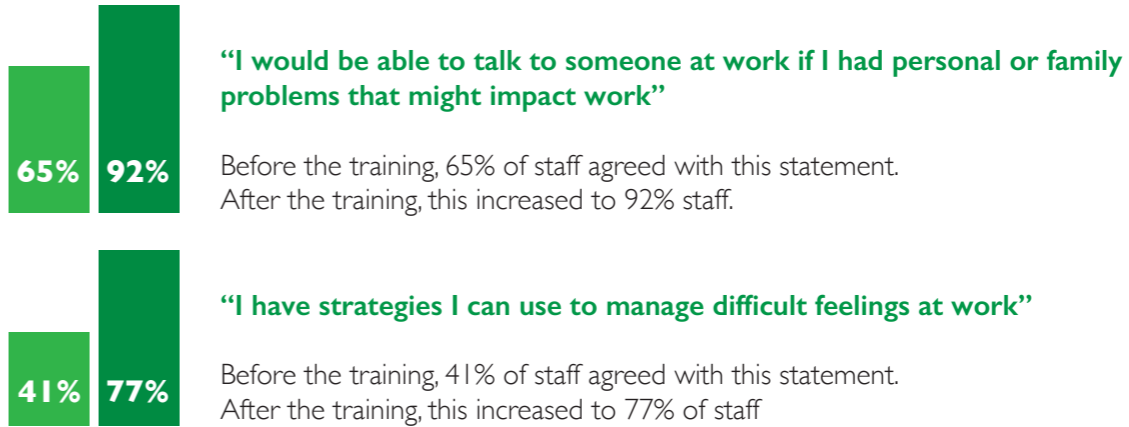 65% 92%
“I would be able to talk to someone at work if I had personal or family
problems that might impact work”
Before the training, 65% of staff agreed with this statement.
After the training, this increased to 92% staff.
41% 77%
“I have strategies I can use to manage difficult feelings at work”
Before the training, 41% of staff agreed with this statement.
After the training, this increased to 77% of staff